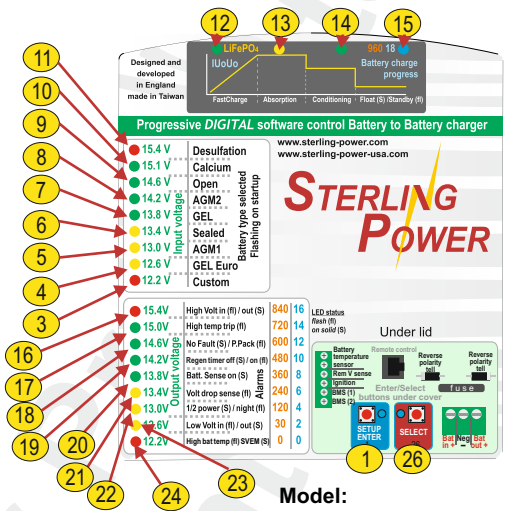 12 13 14 15
LiFePO4 960 18
IUoUo Battery charge
progress
FastCharge Absorption Conditioning Float (S) /Standby (fl)
Designed and
developed
in England
made in Taiwan
Progressive DIGITAL software control Battery to Battery charger
www.sterling-power.com
www.sterling-power-usa.com
STERLING
POWER
11 15.4 V Desulfation
10 15.1 V Calcium
9 14.6 V Open
8 14.2 V AGM2
7 13.8 V GEL
6 13.4 V Sealed
5 13.0 V AGM1
4 12.6 V GEL Euro
3 12.2 V Custom
Input voltage
Battery type selected
Flashing on startup
16 15.4V High Volt in (fl) / out (S) 840 16
17 15.0V High temp trip (fl) 720 14
18 14.6V No Fault (S) / P.Pack (fl) 600 12
19 14.2V Regen timer off (S) / on (fl) 480 10
20 13.8V Batt. Sense on (S) 360 8
21 13.4V Volt drop sense (fl) 240 6
22 13.0V 1/2 power (S) / night (fl) 120 4
23 12.6V Low Volt in (fl) / out (S) 30 2
24 12.2V High bat temp (fl) SVEM (S) 0 0
Output voltage
Alarms
LED status
flash (fl)
on solid (S)
Under lid
Battery
temperature
sensor
Rem V sense
Ignition
BMS (1)
BMS (2)
Remote control
Reverse
polarity
tell
Reverse
polarity
tell
fuse
Enter/Select
buttons under cover
SETUP
ENTER
SELECT
Bat
in +
Neg
−
Bat
out +
1 26
Model: